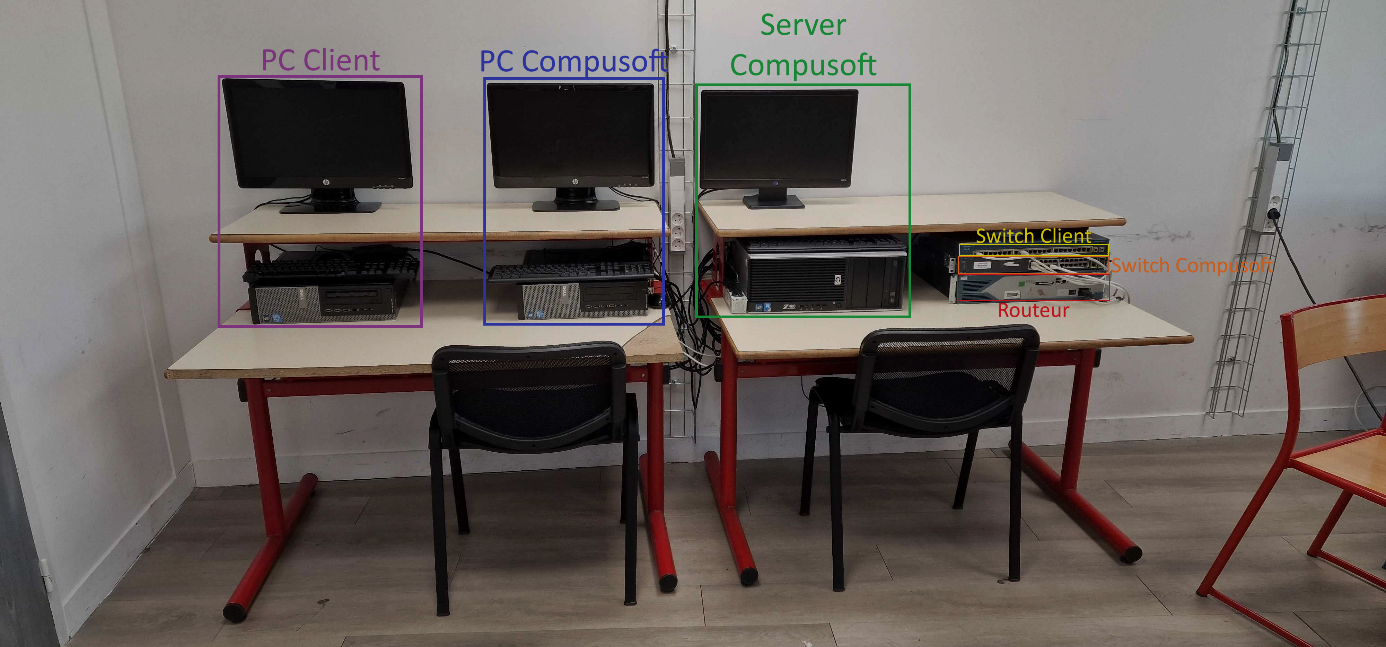 PC Client
PC Compusoft
Server
Compusoft
Switch Client
Switch Compusoft
Routeur